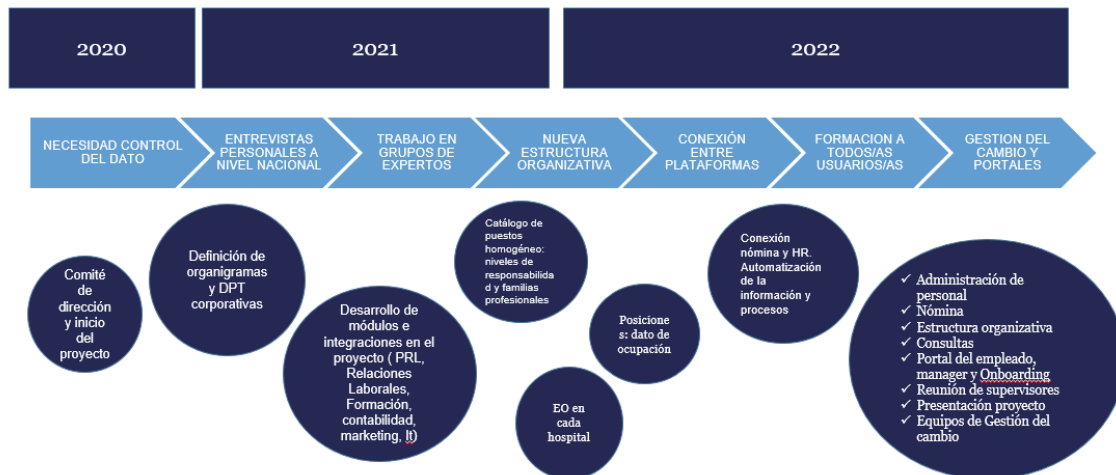 2020
2021
2022
NECESIDAD CONTROL
DEL DATO
ENTREVISTAS
PERSONALES A
NIVEL NACIONAL
TRABAJO EN
GRUPOS DE
EXPERTOS
NUEVA
ESTRUCTURA
ORGANIZATIVA
CONEXIÓN
ENTRE
PLATAFORMAS
FORMACION A
TODOS/AS
USUARIOS/AS
GESTION DEL
CAMBIO Y
PORTALES
Comité
de
dirección
y inicio
del
proyecto
Definición de
organigramas
y DPT
corporativas
Desarrollo de
módulos e
integraciones en
el proyecto ( PRL,
Relaciones
Laborales,
Formación,
contabilidad,
marketing, It)
Catálogo de
puestos
homogéneo:
niveles de
responsabilida
d y familias
profesionales
EO en
cada
hospital
Posicione
s: dato de
ocupación
Conexión
nómina y HR.
Automatización
de la
información y
procesos
✓ Administración de
personal
✓ Nómina
✓ Estructura organizativa
✓ Consultas
✓ Portal del empleado,
manager y Onboarding
✓ Reunión de supervisores
✓ Presentación proyecto
✓ Equipos de Gestión del
cambio